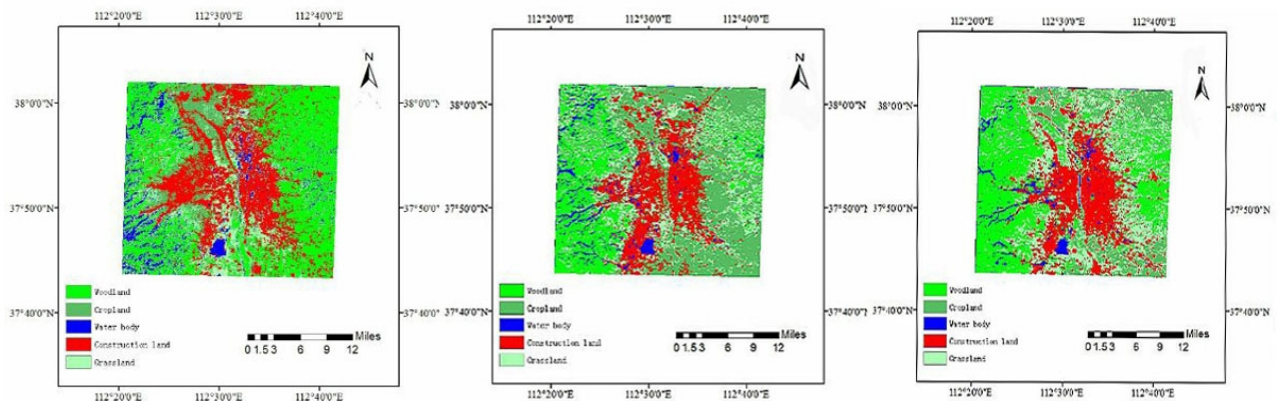 112°20'0"E 112°30'0"E 112°40'0"E
N
38°0'0"N 38°0'0"N
37°50'0"N 37°50'0"N
37°40'0"N 37°40'0"N
Woodland
Cropland
Water body
Construction land
Grassland
Miles
0 1.5 3 6 9 12
112°20'0"E 112°30'0"E 112°40'0"E
112°20'0"E 112°30'0"E 112°40'0"E
N
38°0'0"N
37°50'0"N
37°40'0"N
Woodland
Cropland
Water body
Construction land
Grassland
Miles
0 1.5 3 6 9 12
112°20'0"E 112°30'0"E 112°40'0"E
112°20'0"E 112°30'0"E 112°40'0"E
N
38°0'0"N 38°0'0"N
37°50'0"N 37°50'0"N
37°40'0"N 37°40'0"N
Woodland
Cropland
Water body
Construction land
Grassland
Miles
0 1.5 3 6 9 12
112°20'0"E 112°30'0"E 112°40'0"E